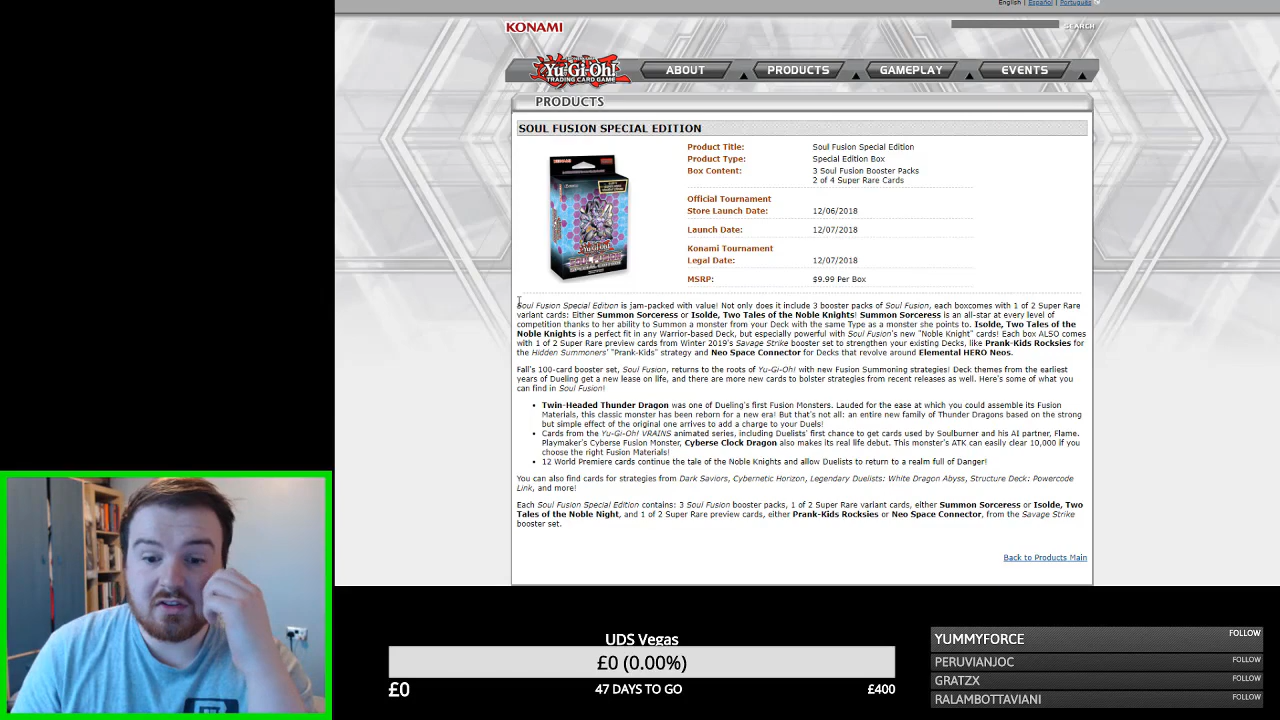 English | Español | Português
KONAMI
SEARCH
Yu-Gi-Oh!
TRADING CARD GAME
ABOUT
PRODUCTS
GAMEPLAY
EVENTS
PRODUCTS
SOUL FUSION SPECIAL EDITION
Product Title: Soul Fusion Special Edition
Product Type: Special Edition Box
Box Content: 3 Soul Fusion Booster Packs
2 of 4 Super Rare Cards
Official Tournament
Store Launch Date: 12/06/2018
Launch Date: 12/07/2018
Konami Tournament
Legal Date: 12/07/2018
MSRP: $9.99 Per Box
Soul Fusion Special Edition is jam-packed with value! Not only does it include 3 booster packs of Soul Fusion, each boxcomes with 1 of 2 Super Rare
variant cards: Either Summon Sorceress or Isolde, Two Tales of the Noble Knights! Summon Sorceress is an all-star at every level of
competition thanks to her ability to Summon a monster from your Deck with the same Type as a monster she points to. Isolde, Two Tales of the
Noble Knights is a perfect fit in any Warrior-based Deck, but especially powerful with Soul Fusion's new "Noble Knight" cards! Each box ALSO comes
with 1 of 2 Super Rare preview cards from Winter 2019's Savage Strike booster set to strengthen your existing Decks, like Prank-Kids Rocksies for
the Hidden Summoners' "Prank-Kids" strategy and Neo Space Connector for Decks that revolve around Elemental HERO Neos.
Fall's 100-card booster set, Soul Fusion, returns to the roots of Yu-Gi-Oh! with new Fusion Summoning strategies! Deck themes from the earliest
years of Dueling get a new lease on life, and there are more new cards to bolster strategies from recent releases as well. Here's some of what you
can find in Soul Fusion!
• Twin-Headed Thunder Dragon was one of Dueling's first Fusion Monsters. Lauded for the ease at which you could assemble its Fusion
Materials, this classic monster has been reborn for a new era! But that's not all: an entire new family of Thunder Dragons based on the strong
but simple effect of the original one arrives to add a charge to your Duels!
• Cards from the Yu-Gi-Oh! VRAINS animated series, including Duelists' first chance to get cards used by Soulburner and his AI partner, Flame.
Playmaker's Cyberse Fusion Monster, Cyberse Clock Dragon also makes its real life debut. This monster's ATK can easily clear 10,000 if you
choose the right Fusion Materials!
• 12 World Premiere cards continue the tale of the Noble Knights and allow Duelists to return to a realm full of Danger!
You can also find cards for strategies from Dark Saviors, Cybernetic Horizon, Legendary Duelists: White Dragon Abyss, Structure Deck: Powercode
Link, and more!
Each Soul Fusion Special Edition contains: 3 Soul Fusion booster packs, 1 of 2 Super Rare variant cards, either Summon Sorceress or Isolde, Two
Tales of the Noble Night, and 1 of 2 Super Rare preview cards, either Prank-Kids Rocksies or Neo Space Connector, from the Savage Strike
booster set.
Back to Products Main
UDS Vegas
£0 (0.00%)
£0 47 DAYS TO GO £400
YUMMYFORCE FOLLOW
PERUVIANJOC FOLLOW
GRATZX FOLLOW
RALAMBOTTAVIANI FOLLOW